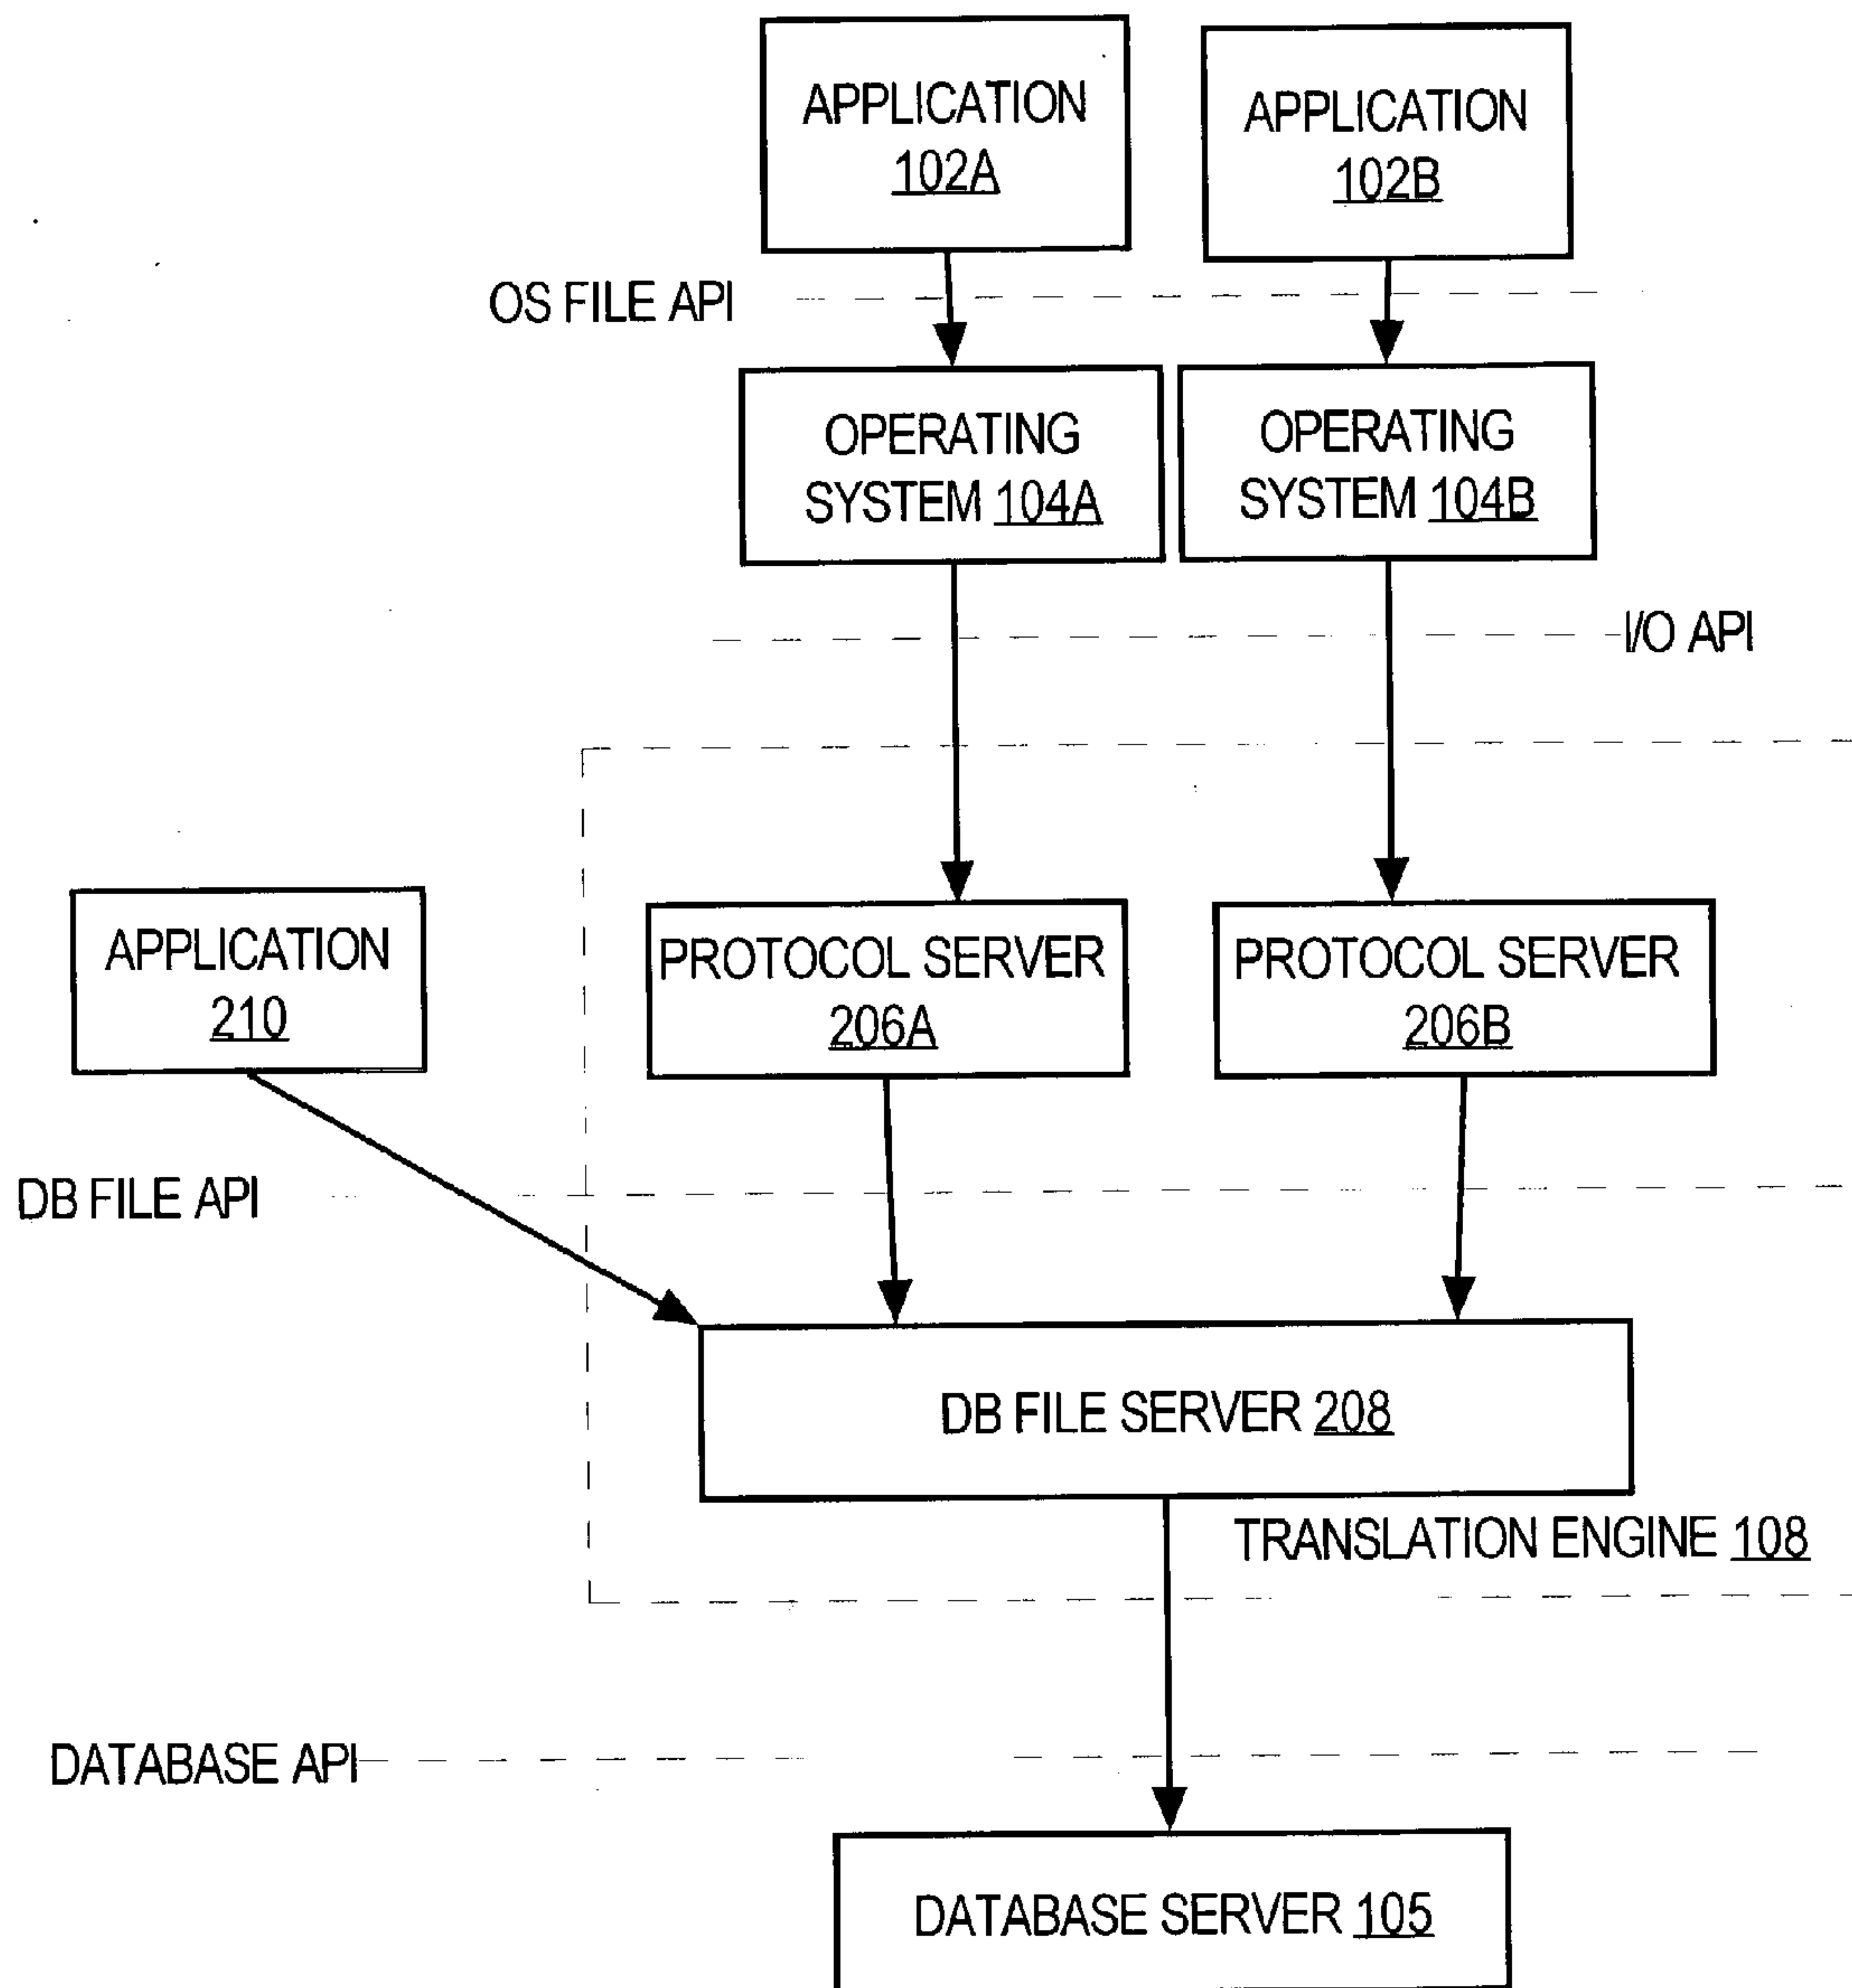 APPLICATION
102A
APPLICATION
102B
OS FILE API
OPERATING
SYSTEM 104A
OPERATING
SYSTEM 104B
I/O API
APPLICATION
210
PROTOCOL SERVER
206A
PROTOCOL SERVER
206B
DB FILE API
DB FILE SERVER 208
TRANSLATION ENGINE 108
DATABASE API
DATABASE SERVER 105